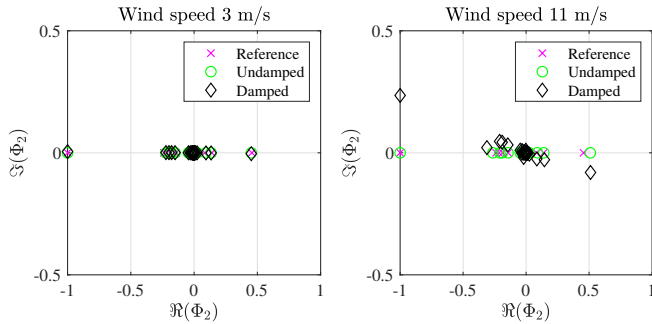 Wind speed 3 m/s
0.5
0
-0.5
ℑ(Φ₂)
Reference
Undamped
Damped
-1 -0.5 0 0.5 1
ℜ(Φ₂)
Wind speed 11 m/s
0.5
0
-0.5
ℑ(Φ₂)
Reference
Undamped
Damped
-1 -0.5 0 0.5 1
ℜ(Φ₂)